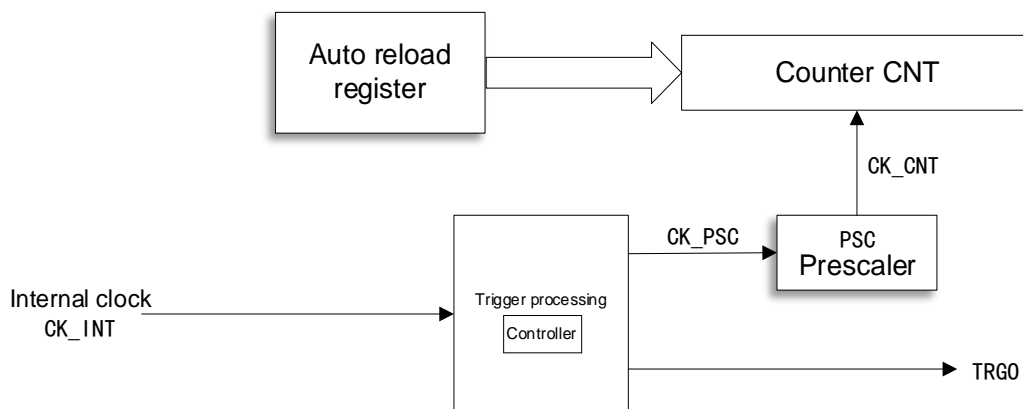 Auto reload
register
Counter CNT
CK_CNT
CK_PSC
PSC
Prescaler
Internal clock
CK_INT
Trigger processing
Controller
TRGO